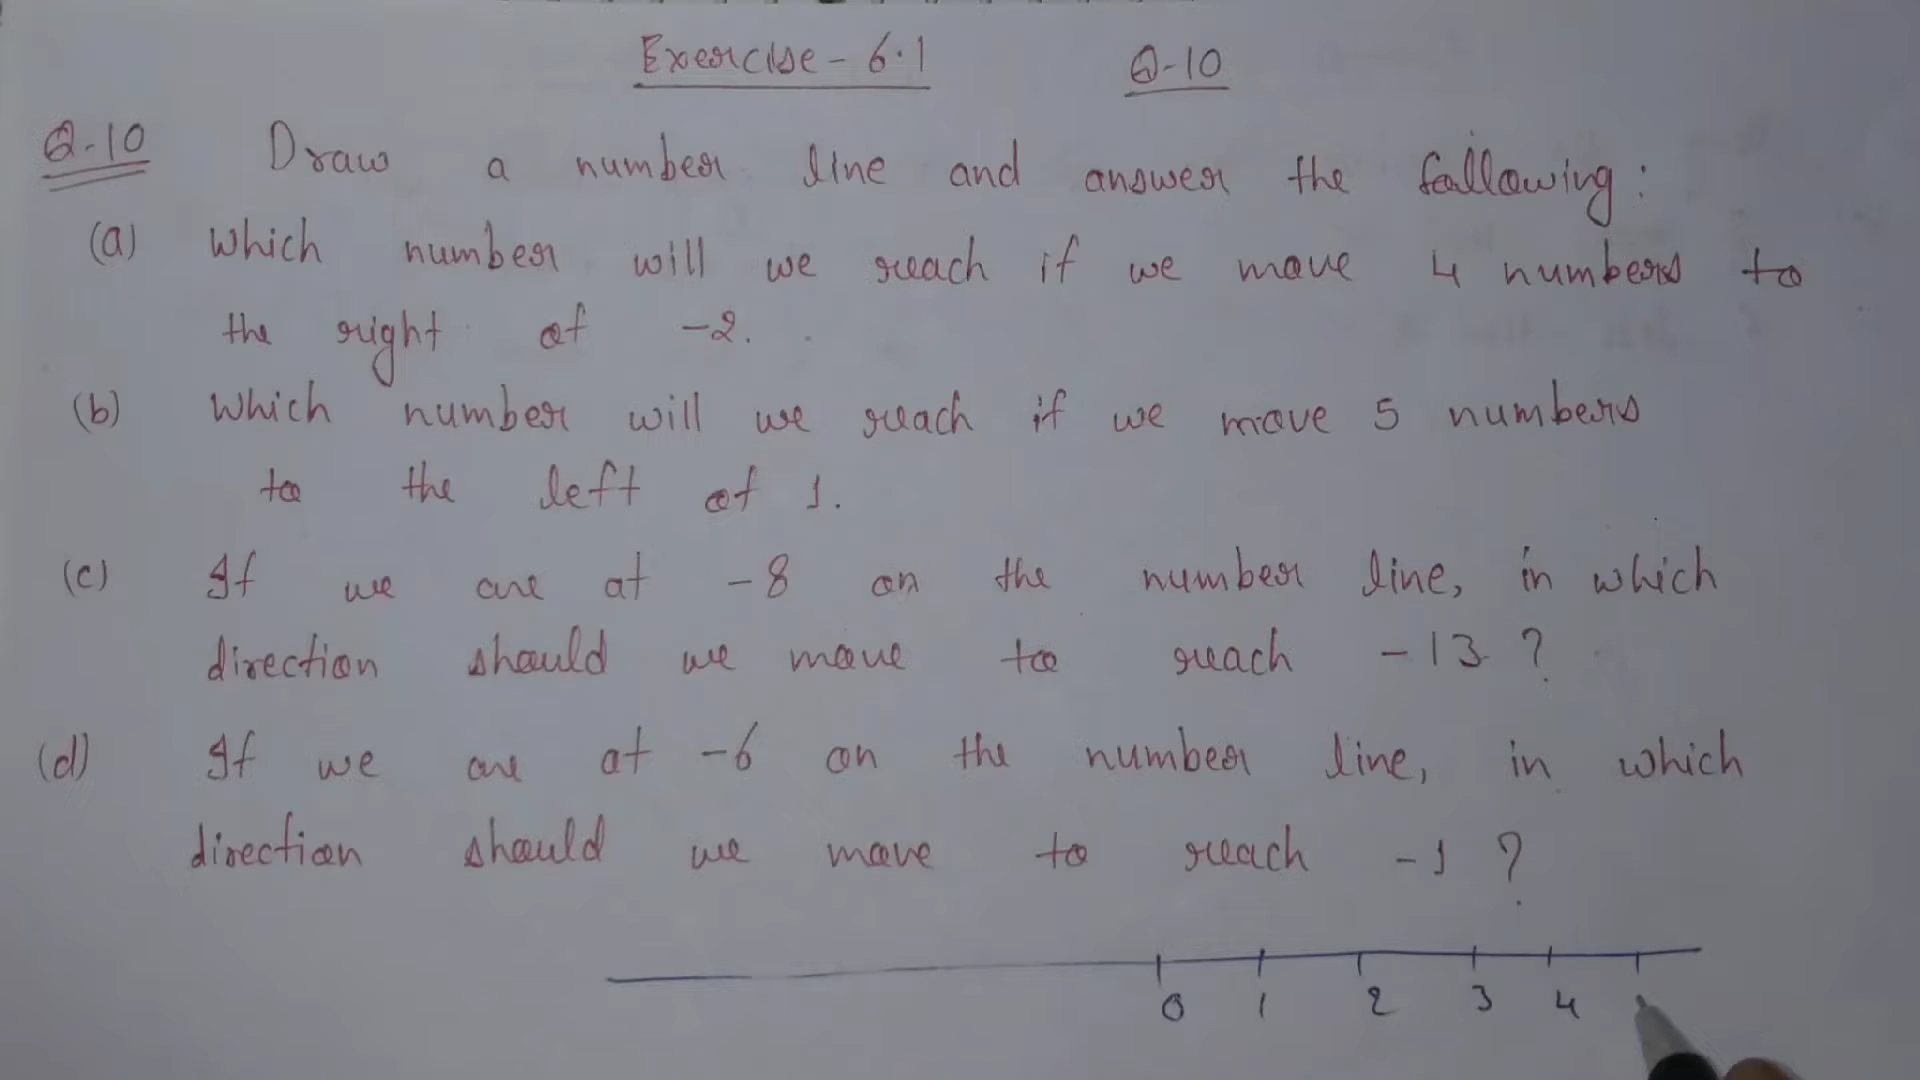 Exercise - 6.1 Q-10
Q-10 Draw a number line and answer the following:
(a) which number will we reach if we move 4 numbers to
the right of -2.
(b) which number will we reach if we move 5 numbers
to the left of 1.
(c) If we are at -8 on the number line, in which
direction should we move to reach -13 ?
(d) If we are at -6 on the number line, in which
direction should we move to reach -1 ?
0 1 2 3 4